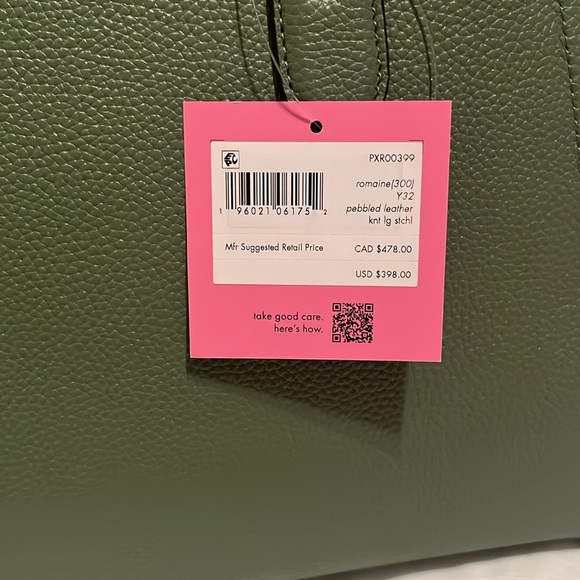 PXR00399
romaine(300)
Y32
1 96021 06175 2
pebbled leather
knt lg stchl
Mfr Suggested Retail Price CAD $478.00
USD $398.00
take good care.
here's how.